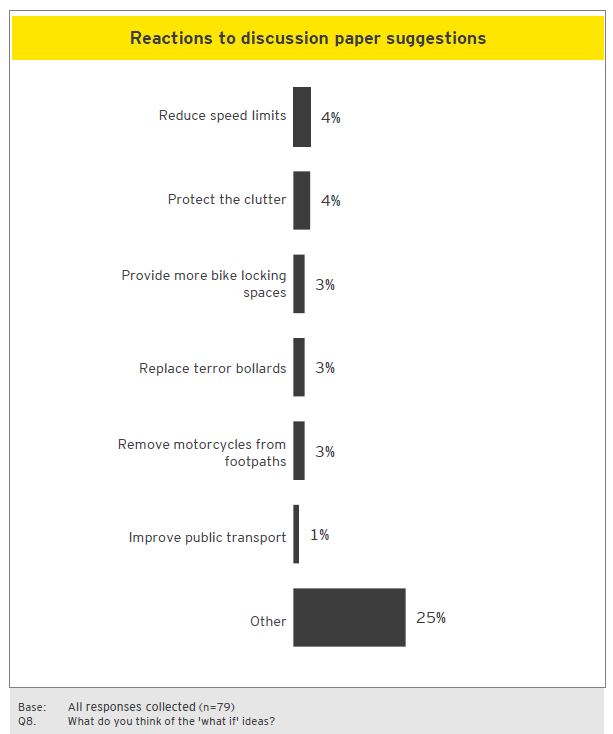 Reactions to discussion paper suggestions
Reduce speed limits
4%
Protect the clutter
4%
Provide more bike locking
spaces
3%
Replace terror bollards
3%
Remove motorcycles from
footpaths
3%
Improve public transport
1%
Other
25%
Base: All responses collected (n=79)
Q8. What do you think of the 'what if' ideas?